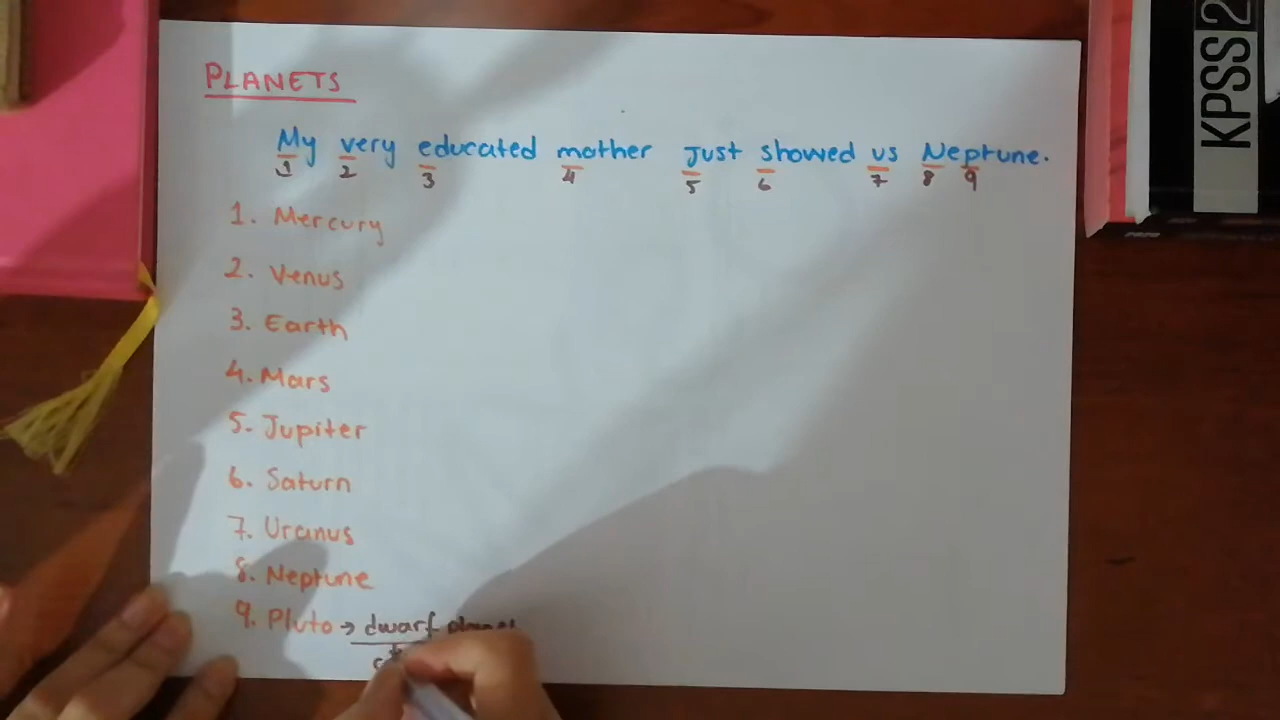 PLANETS
My very educated mother Just showed us Neptune.
1 2 3 4 5 6 7 8 9
1. Mercury
2. Venus
3. Earth
4. Mars
5. Jupiter
6. Saturn
7. Uranus
8. Neptune
9. Pluto → dwarf planet
KPSS 2